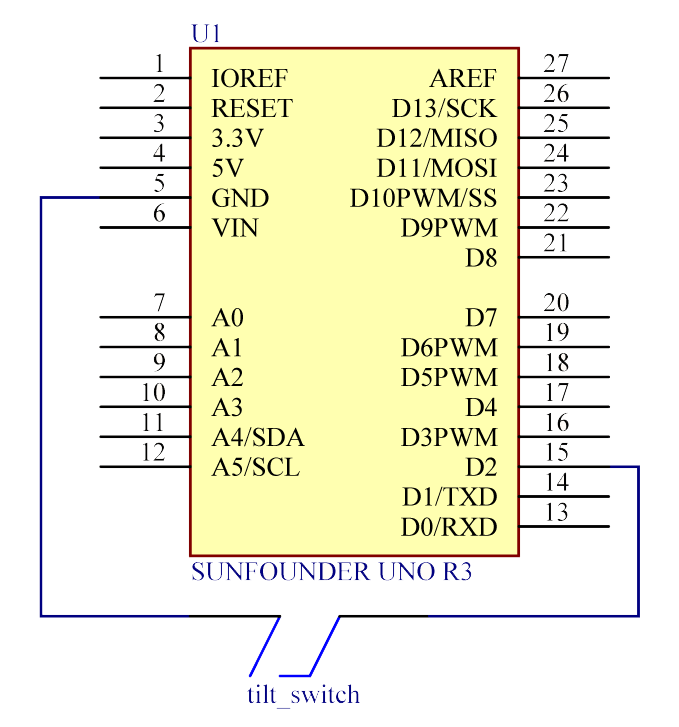 U1
1 IOREF AREF 27
2 RESET D13/SCK 26
3 3.3V D12/MISO 25
4 5V D11/MOSI 24
5 GND D10PWM/SS 23
6 VIN D9PWM 22
D8 21
7 A0 D7 20
8 A1 D6PWM 19
9 A2 D5PWM 18
10 A3 D4 17
11 A4/SDA D3PWM 16
12 A5/SCL D2 15
D1/TXD 14
D0/RXD 13
SUNFOUNDER UNO R3
tilt_switch